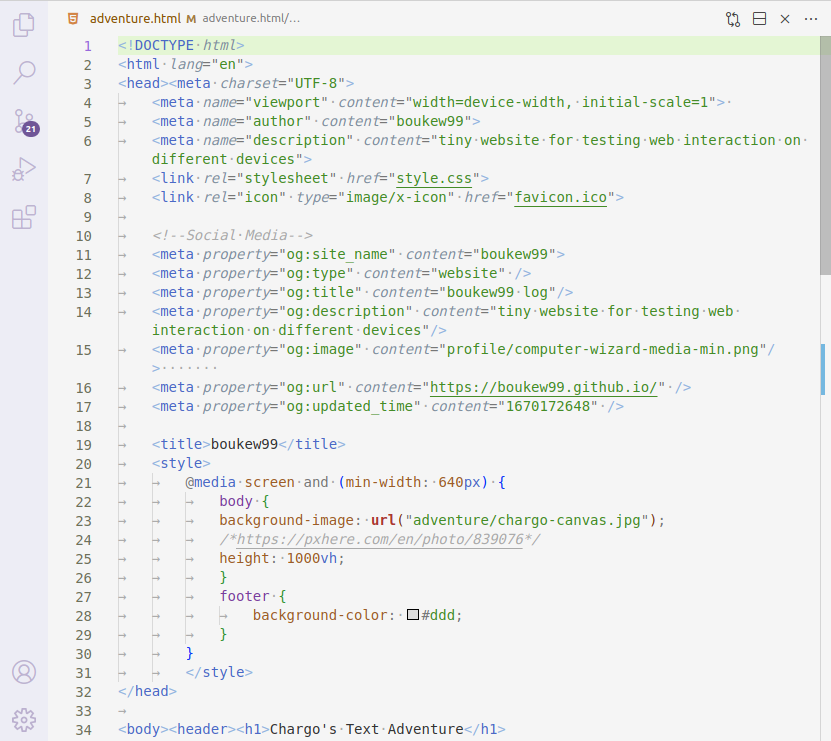 adventure.html M adventure.html/...
1 <!DOCTYPE html>
2 <html lang="en">
3 <head><meta charset="UTF-8">
4 <meta name="viewport" content="width=device-width, initial-scale=1">
5 <meta name="author" content="boukew99">
6 <meta name="description" content="tiny website for testing web interaction on
different devices">
7 <link rel="stylesheet" href="style.css">
8 <link rel="icon" type="image/x-icon" href="favicon.ico">
9
10 <!--Social Media-->
11 <meta property="og:site_name" content="boukew99">
12 <meta property="og:type" content="website" />
13 <meta property="og:title" content="boukew99 log"/>
14 <meta property="og:description" content="tiny website for testing web
interaction on different devices"/>
15 <meta property="og:image" content="profile/computer-wizard-media-min.png"/
>
16 <meta property="og:url" content="https://boukew99.github.io/" />
17 <meta property="og:updated_time" content="1670172648" />
18
19 <title>boukew99</title>
20 <style>
21 @media screen and (min-width: 640px) {
22 body {
23 background-image: url("adventure/chargo-canvas.jpg");
24 /*https://pxhere.com/en/photo/839076*/
25 height: 1000vh;
26 }
27 footer {
28 background-color: #ddd;
29 }
30 }
31 </style>
32 </head>
33
34 <body><header><h1>Chargo's Text Adventure</h1>
21